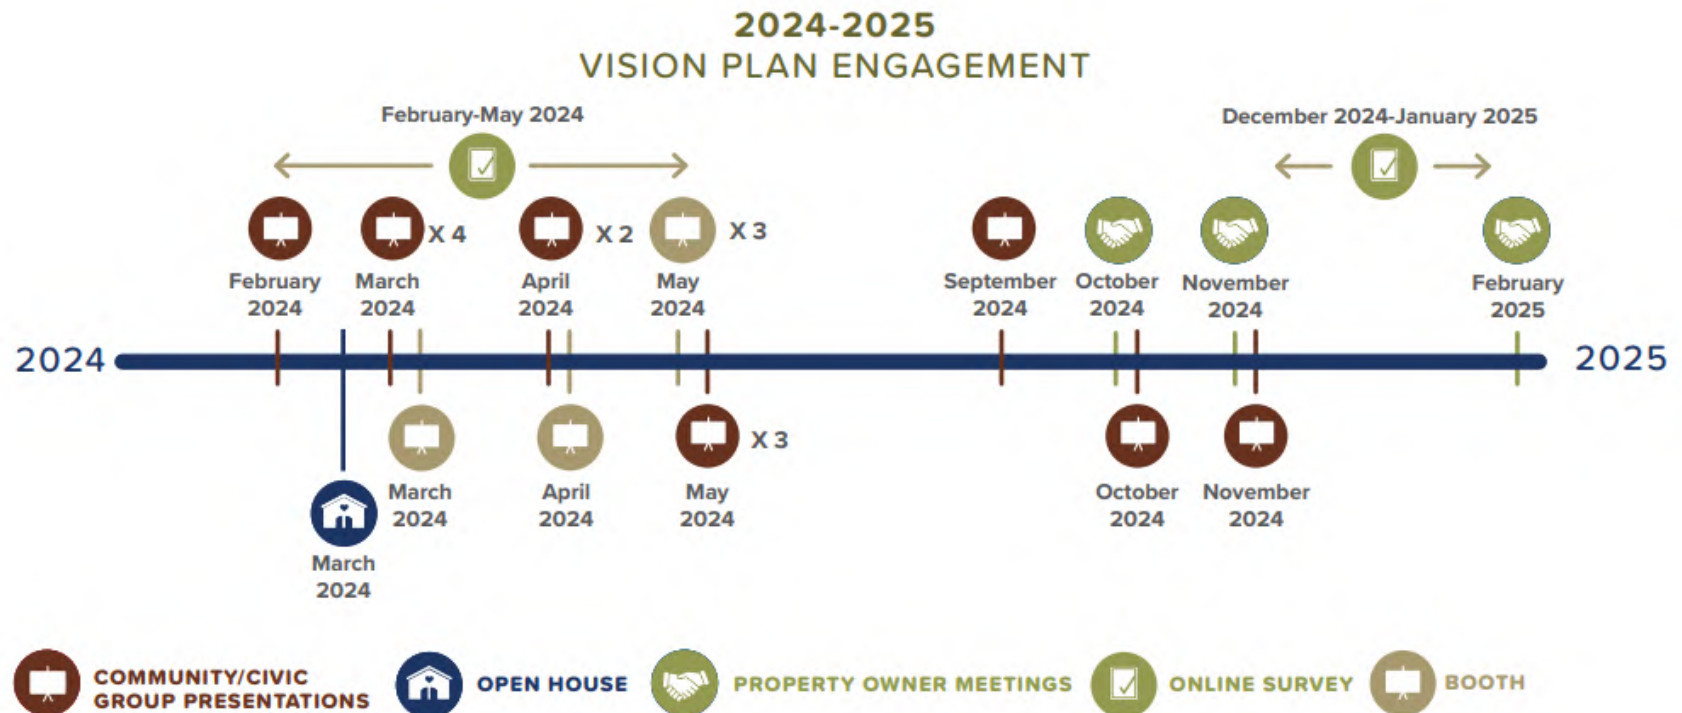 2024-2025
VISION PLAN ENGAGEMENT
February-May 2024
December 2024-January 2025
X 4
X 2
X 3
February
2024
March
2024
April
2024
May
2024
September
2024
October
2024
November
2024
February
2025
2024
2025
X 3
March
2024
April
2024
May
2024
October
2024
November
2024
March
2024
COMMUNITY/CIVIC
GROUP PRESENTATIONS
OPEN HOUSE
PROPERTY OWNER MEETINGS
ONLINE SURVEY
BOOTH